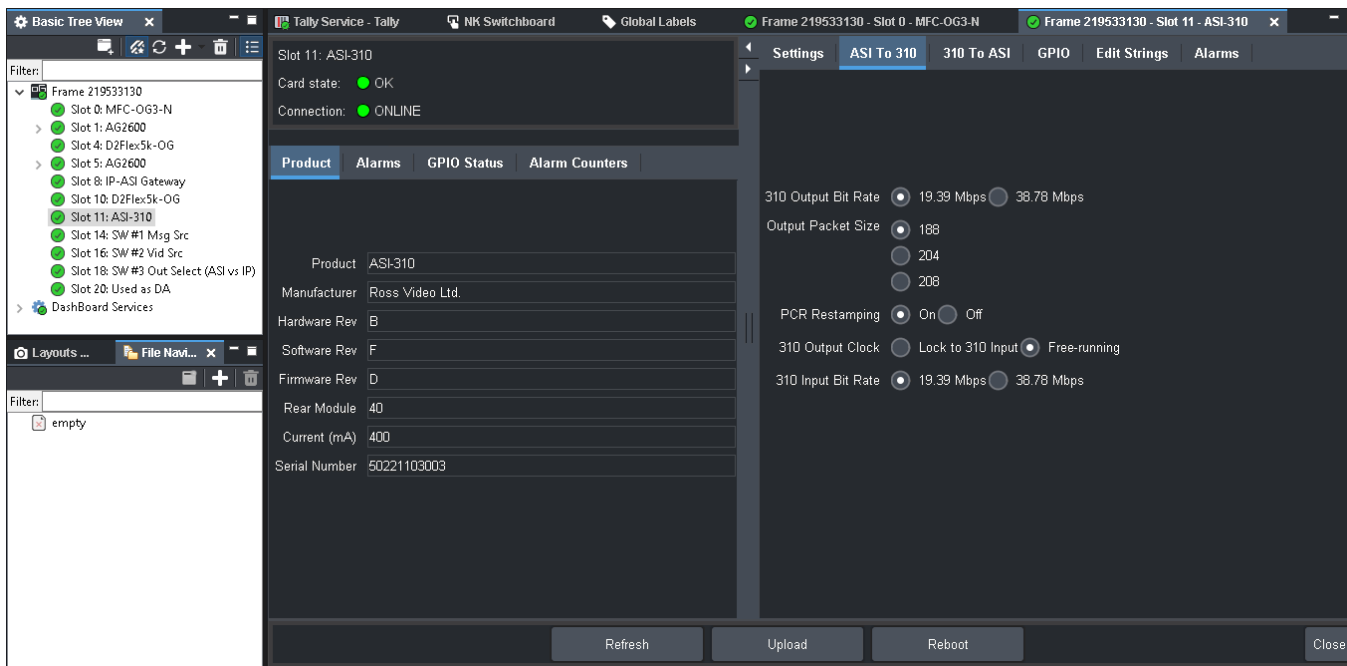 Basic Tree View
Filter:
Frame 219533130
Slot 0: MFC-OG3-N
Slot 1: AG2600
Slot 4: D2Flex5k-OG
Slot 5: AG2600
Slot 8: IP-ASI Gateway
Slot 10: D2Flex5k-OG
Slot 11: ASI-310
Slot 14: SW #1 Msg Src
Slot 16: SW #2 Vid Src
Slot 18: SW #3 Out Select (ASI vs IP)
Slot 20: Used as DA
DashBoard Services
Layouts ... File Navi...
Filter:
empty
Tally Service - Tally NK Switchboard Global Labels Frame 219533130 - Slot 0 - MFC-OG3-N Frame 219533130 - Slot 11 - ASI-310
Slot 11: ASI-310
Card state: OK
Connection: ONLINE
Product Alarms GPIO Status Alarm Counters
Product ASI-310
Manufacturer Ross Video Ltd.
Hardware Rev B
Software Rev F
Firmware Rev D
Rear Module 40
Current (mA) 400
Serial Number 50221103003
Settings ASI To 310 310 To ASI GPIO Edit Strings Alarms
310 Output Bit Rate 19.39 Mbps 38.78 Mbps
Output Packet Size 188
204
208
PCR Restamping On Off
310 Output Clock Lock to 310 Input Free-running
310 Input Bit Rate 19.39 Mbps 38.78 Mbps
Refresh Upload Reboot Close